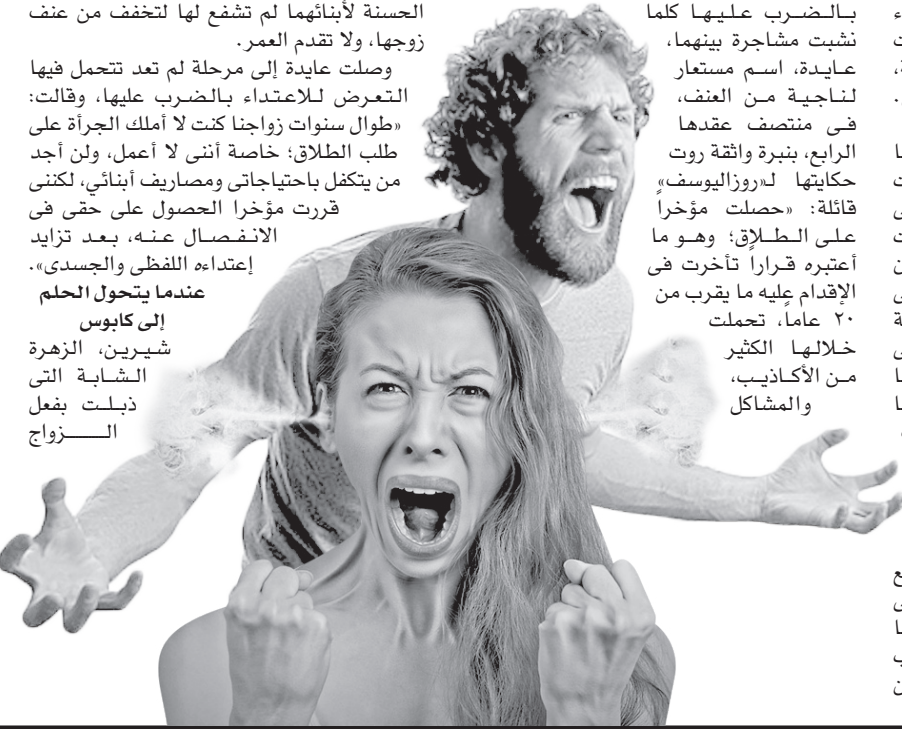 بالضرب عليها كلما
نشبت مشاجرة بينهما،
عايدة، اسم مستعار
لناجية من العنف،
فى منتصف عقدها
الرابع، بنبرة واثقة روت
حكايتها لـ«روزاليوسف»
قائلة: «حصلت مؤخراً
على الطلاق؛ وهو ما
أعتبره قراراً تأخرت فى
الإقدام عليه ما يقرب من
٢٠ عاماً، تحملت
خلالها الكثير
من الأكاذيب،
والمشاكل
الحسنة لأبنائهما لم تشفع لها لتخفف من عنف
زوجها، ولا تقدم العمر.
وصلت عايدة إلى مرحلة لم تعد تتحمل فيها
التعرض للاعتداء بالضرب عليها، وقالت:
«طوال سنوات زواجنا كنت لا أملك الجرأة على
طلب الطلاق؛ خاصة أننى لا أعمل، ولن أجد
من يتكفل باحتياجاتى ومصاريف أبنائي، لكننى
قررت مؤخرا الحصول على حقى فى
الانفصال عنه، بعد تزايد
إعتداءه اللفظى والجسدى».
عندما يتحول الحلم
إلى كابوس
شيرين، الزهرة
الشابة التى
ذبلت بفعل
الزواج